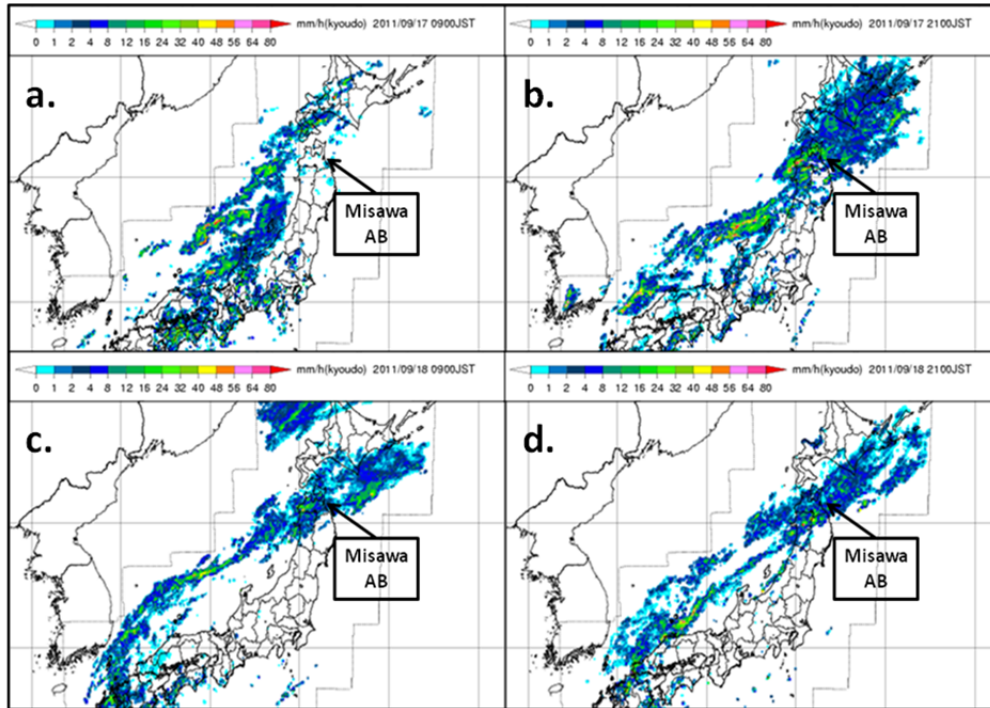 mm/h(kyoudo) 2011/09/17 0900JST
0 1 2 4 8 12 16 24 32 40 48 56 64 80
a.
Misawa
AB
mm/h(kyoudo) 2011/09/17 2100JST
0 1 2 4 8 12 16 24 32 40 48 56 64 80
b.
Misawa
AB
mm/h(kyoudo) 2011/09/18 0900JST
0 1 2 4 8 12 16 24 32 40 48 56 64 80
c.
Misawa
AB
mm/h(kyoudo) 2011/09/18 2100JST
0 1 2 4 8 12 16 24 32 40 48 56 64 80
d.
Misawa
AB